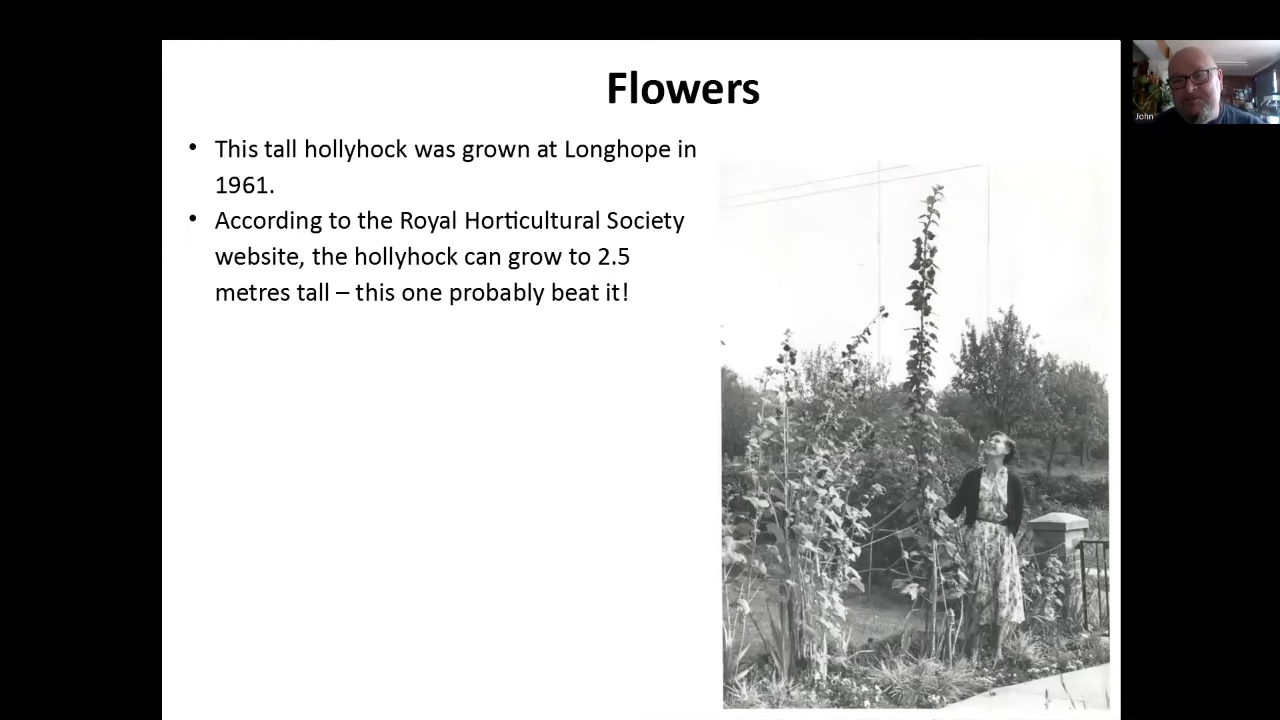 Flowers
• This tall hollyhock was grown at Longhope in
1961.
• According to the Royal Horticultural Society
website, the hollyhock can grow to 2.5
metres tall – this one probably beat it!
John